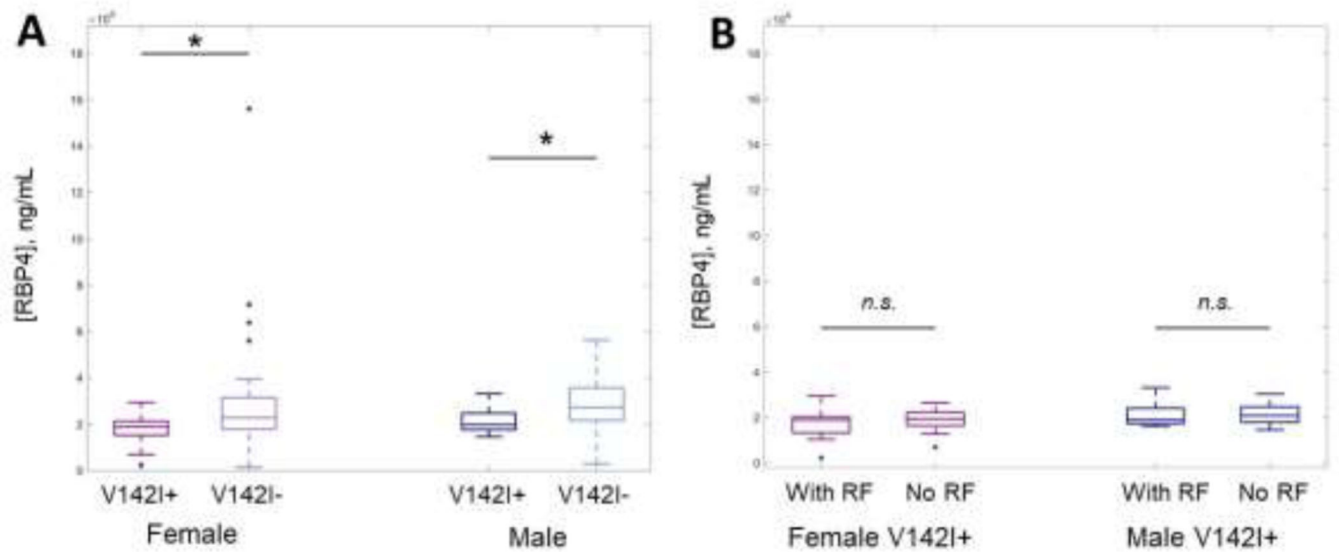 A
*
*
18
16
14
12
10
8
6
4
2
0
[RBP4], ng/mL
V142I+ V142I- V142I+ V142I-
Female Male
B
18
16
14
12
10
8
6
4
2
0
[RBP4], ng/mL
n.s. n.s.
With RF No RF With RF No RF
Female V142I+ Male V142I+